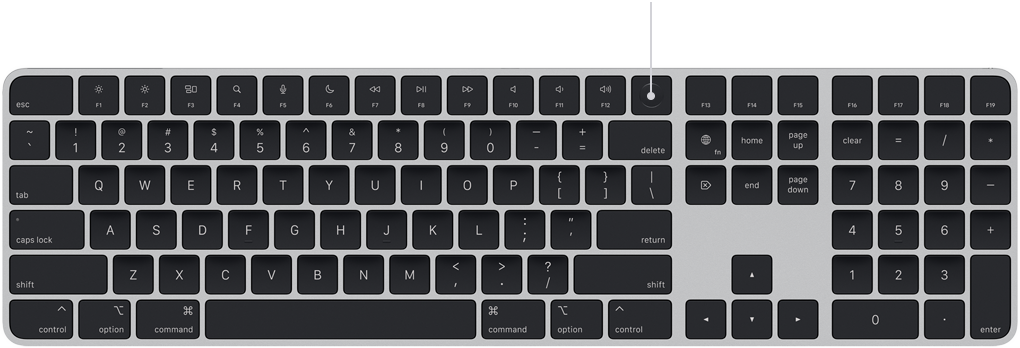 esc F1 F2 F3 F4 F5 F6 F7 F8 F9 F10 F11 F12 F13 F14 F15 F16 F17 F18 F19
~ ! @ # $ % ^ & * ( ) — +
` 1 2 3 4 5 6 7 8 9 0 - = delete fn home page up clear = / *
tab Q W E R T Y U I O P { [ } ] | \ end page down 7 8 9 −
caps lock A S D F G H J K L : ; " ' return 4 5 6 +
shift Z X C V B N M < , > . ? / shift 1 2 3
control option command command option control 0 . enter